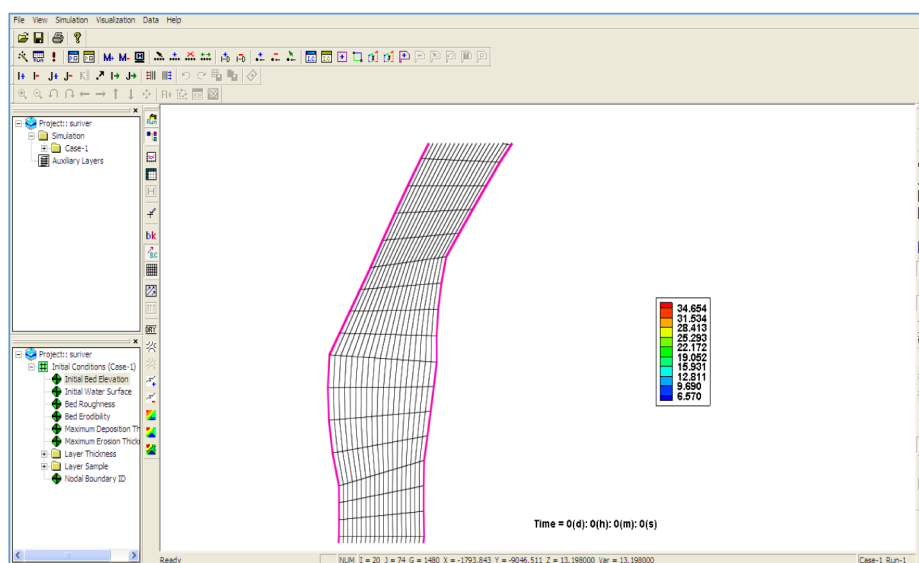 File View Simulation Visualization Data Help
M+ M-
I+ I- J+ J- I+ J+
Project:: suriver
Simulation
Case-1
Auxiliary Layers
Run
bk
B.C
DRY
Project:: suriver
Initial Conditions (Case-1)
Initial Bed Elevation
Initial Water Surface
Bed Roughness
Bed Erodibility
Maximum Deposition Th
Maximum Erosion Thick
Layer Thickness
Layer Sample
Nodal Boundary ID
34.654
31.534
28.413
25.293
22.172
19.052
15.931
12.811
9.690
6.570
Time = 0(d): 0(h): 0(m): 0(s)
Ready NUM I = 20 J = 74 G = 1480 X = -1793.843 Y = -9046.511 Z = 13.198000 Var = 13.198000 Case-1 Run-1